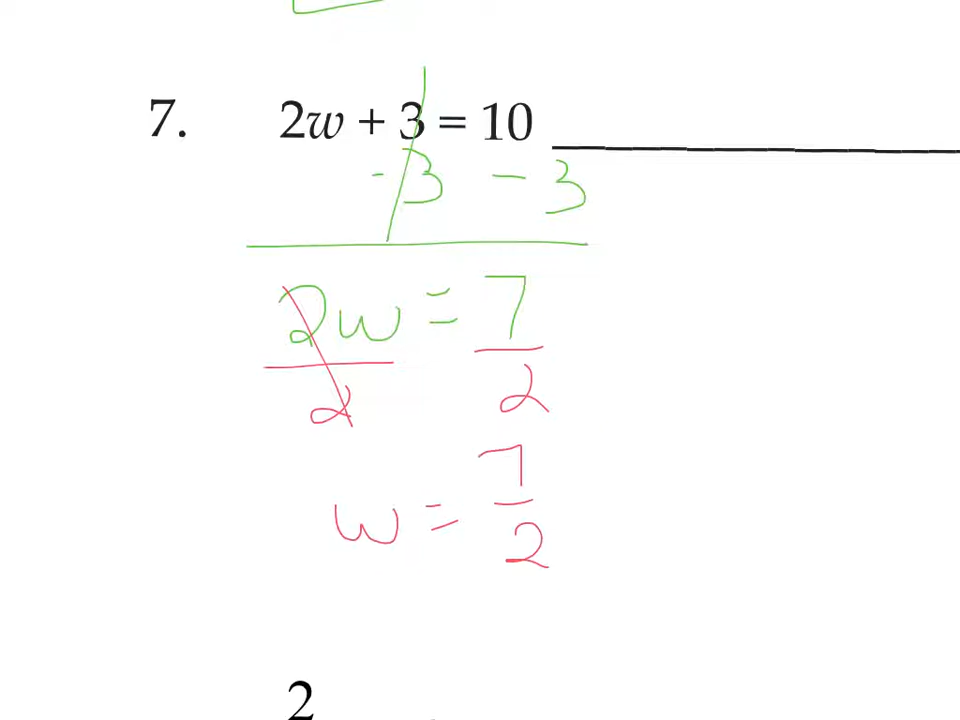 7. 2w + 3 = 10
- 3 - 3
2w = 7
2 2
w = 7
2
2